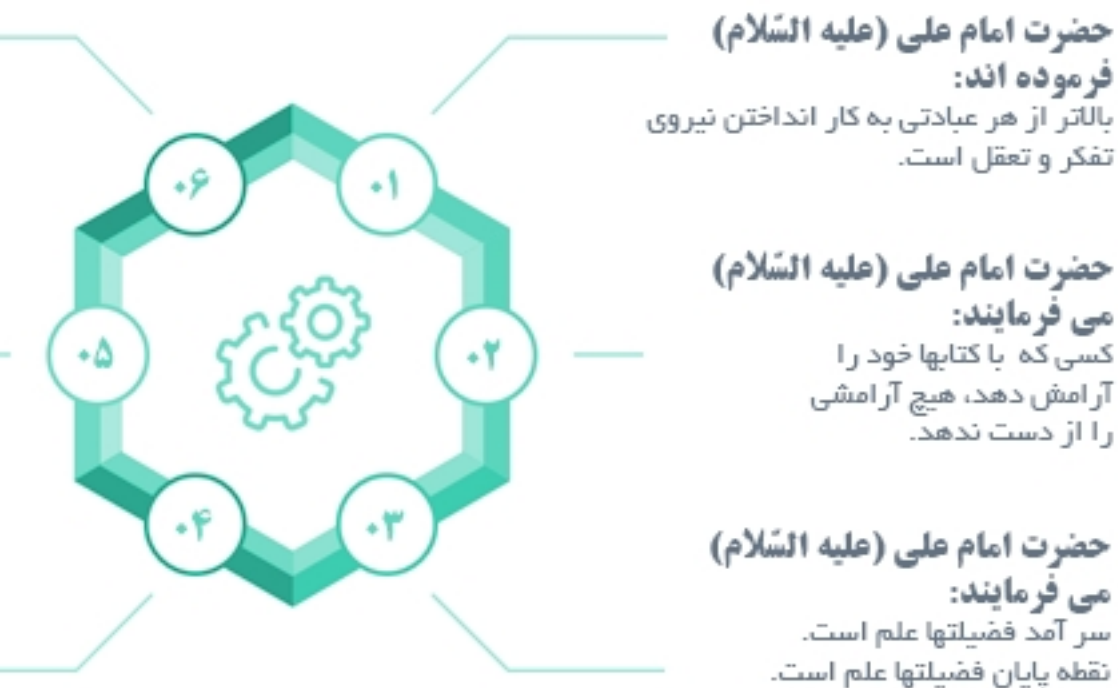 حضرت امام علی (علیه السّلام)
فرموده اند:
بالاتر از هر عبادتی به کار انداختن نیروی
تفکر و تعقل است.
حضرت امام علی (علیه السّلام)
می فرمایند:
کسی که با کتابها خود را
آرامش دهد، هیچ آرامشی
را از دست ندهد.
حضرت امام علی (علیه السّلام)
می فرمایند:
سر آمد فضیلتها علم است.
نقطه پایان فضیلتها علم است.
۰۱
۰۲
۰۳
۰۴
۰۵
۰۶